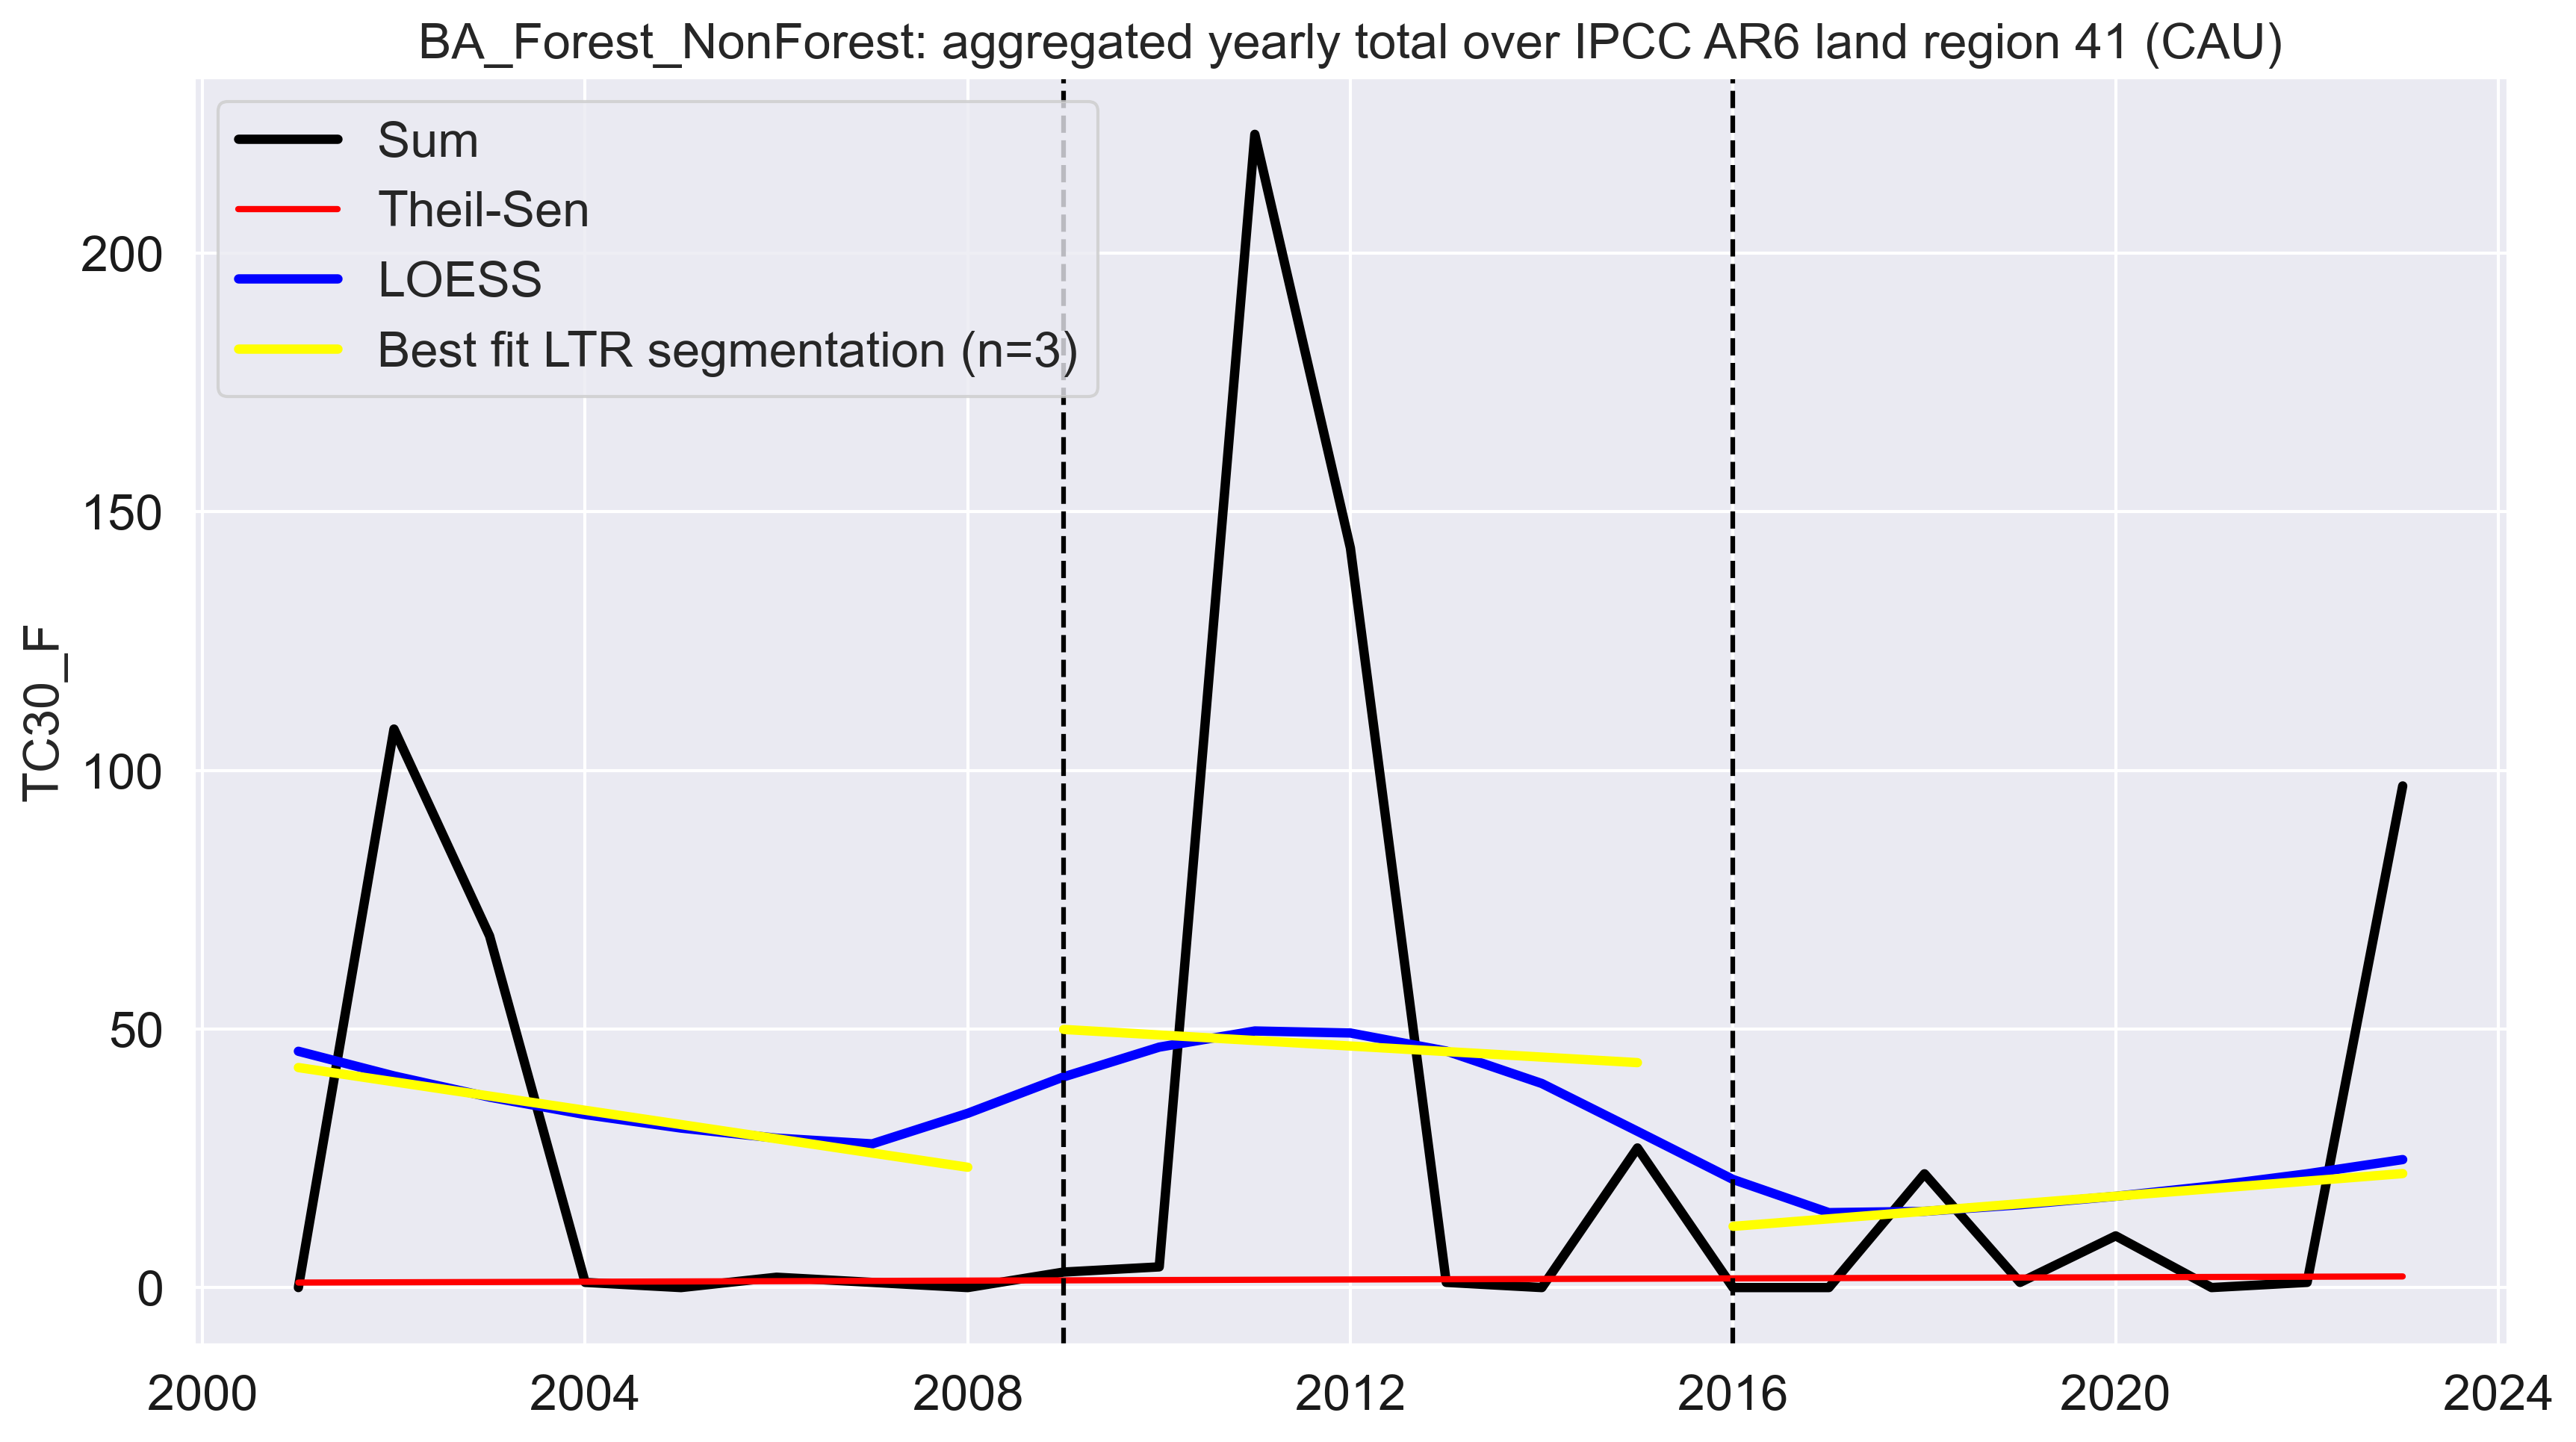 BA_Forest_NonForest: aggregated yearly total over IPCC AR6 land region 41 (CAU)
Sum
Theil-Sen
LOESS
Best fit LTR segmentation (n=3)
TC30_F
200
150
100
50
0
2000 2004 2008 2012 2016 2020 2024